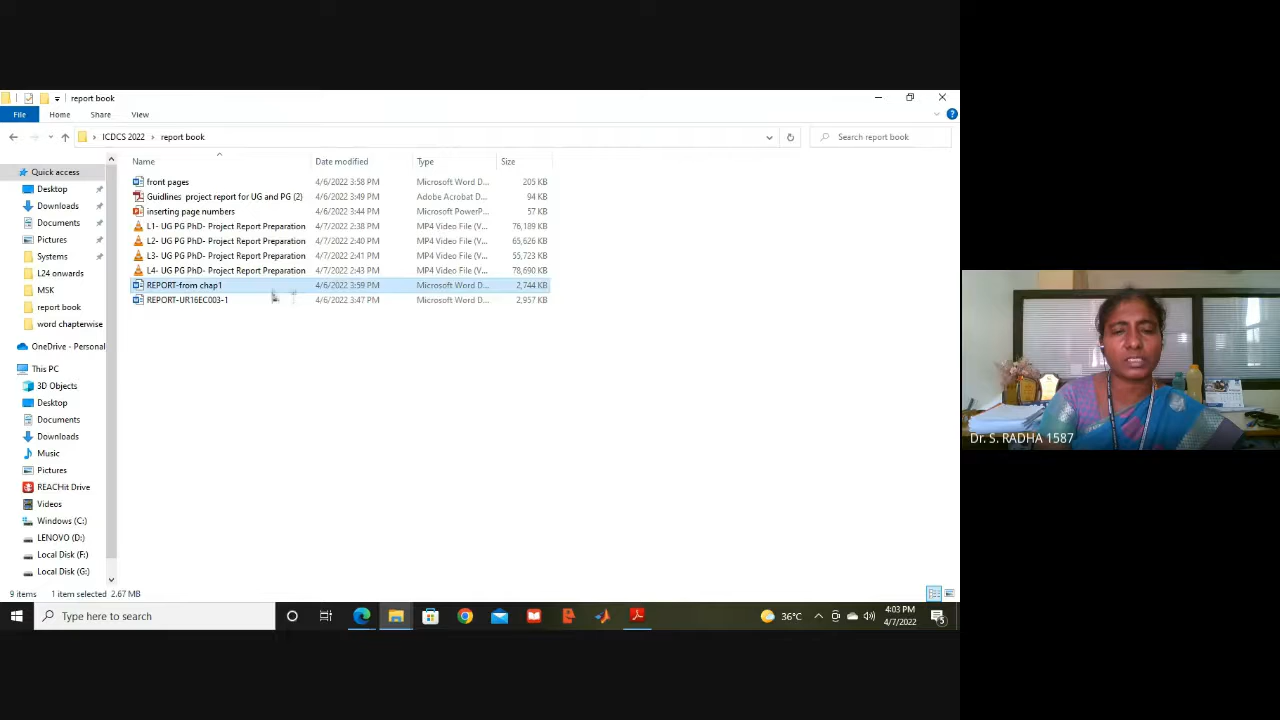 report book
File Home Share View
ICDCS 2022 > report book
Search report book
Name Date modified Type Size
front pages 4/6/2022 3:58 PM Microsoft Word D... 205 KB
Guidlines project report for UG and PG (2) 4/6/2022 3:49 PM Adobe Acrobat D... 94 KB
inserting page numbers 4/6/2022 3:44 PM Microsoft PowerP... 57 KB
L1- UG PG PhD- Project Report Preparation 4/7/2022 2:38 PM MP4 Video File (V... 76,189 KB
L2- UG PG PhD- Project Report Preparation 4/7/2022 2:40 PM MP4 Video File (V... 65,626 KB
L3- UG PG PhD- Project Report Preparation 4/7/2022 2:41 PM MP4 Video File (V... 55,723 KB
L4- UG PG PhD- Project Report Preparation 4/7/2022 2:43 PM MP4 Video File (V... 78,690 KB
REPORT-from chap1 4/6/2022 3:59 PM Microsoft Word D... 2,744 KB
REPORT-UR16EC003-1 4/6/2022 3:47 PM Microsoft Word D... 2,957 KB
Quick access
Desktop
Downloads
Documents
Pictures
Systems
L24 onwards
MSK
report book
word chapterwise
OneDrive - Personal
This PC
3D Objects
Desktop
Documents
Downloads
Music
Pictures
REACHit Drive
Videos
Windows (C:)
LENOVO (D:)
Local Disk (F:)
Local Disk (G:)
9 items 1 item selected 2.67 MB
Type here to search
36°C
4:03 PM
4/7/2022
5
Dr. S. RADHA 1587